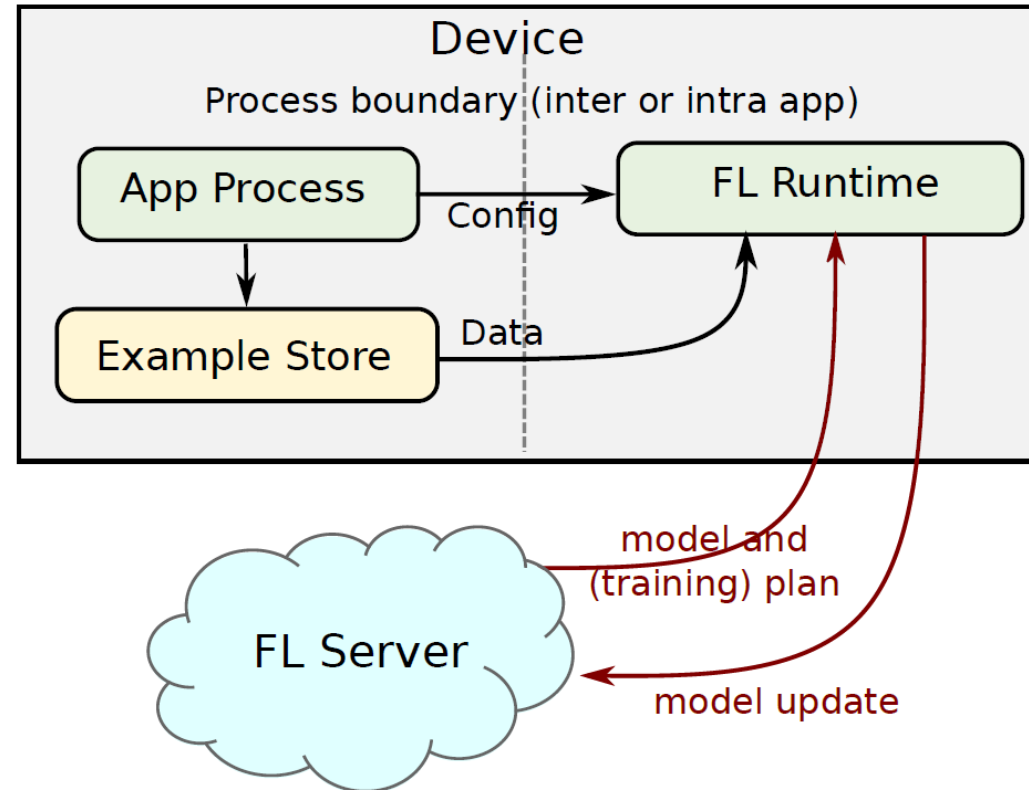 Device
Process boundary (inter or intra app)
App Process
Config
FL Runtime
Example Store
Data
model and
(training) plan
FL Server
model update